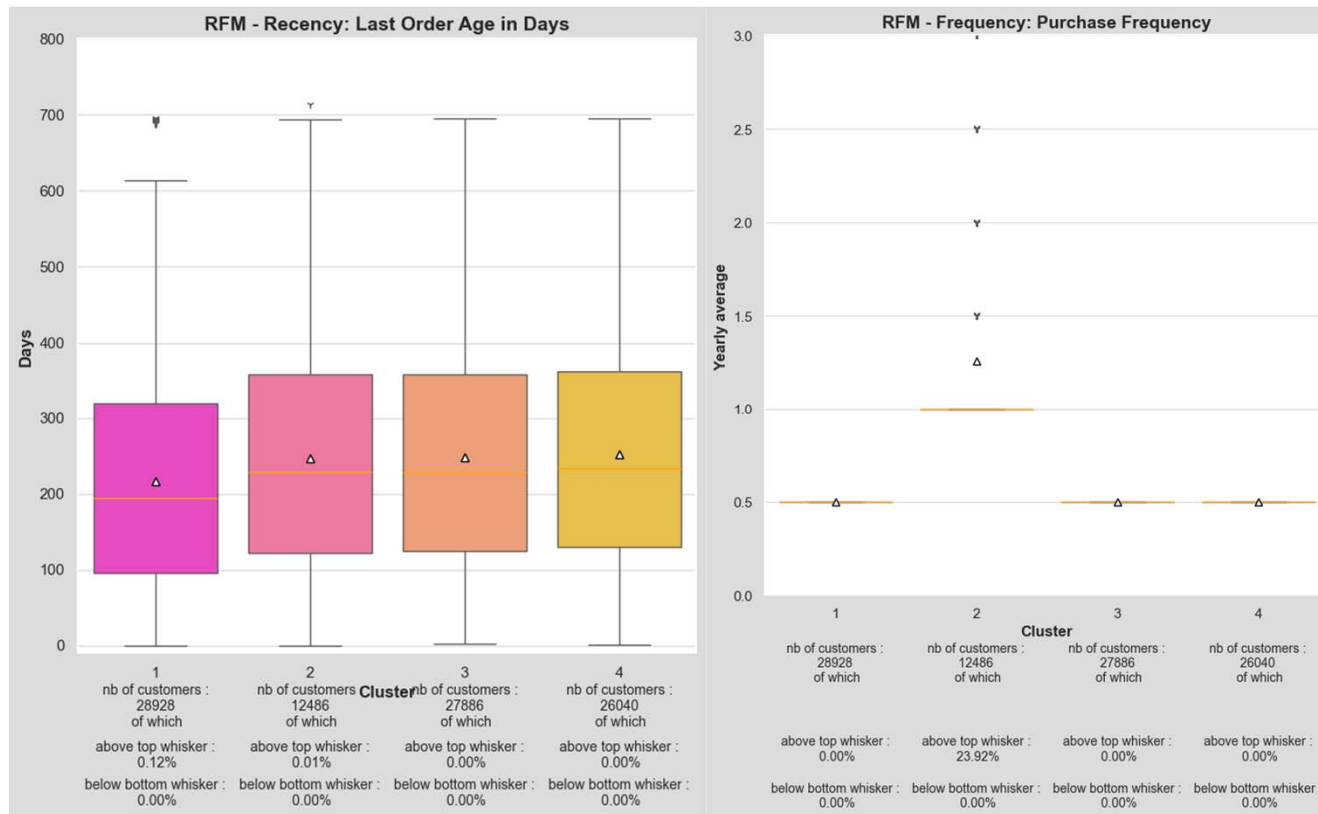 RFM - Recency: Last Order Age in Days
800
700
600
500
400
300
200
100
0
Days
1 2 3 4
Cluster
nb of customers : nb of customers nb of customers : nb of customers :
28928 12486 27886 26040
of which of which of which of which
above top whisker : above top whisker : above top whisker : above top whisker :
0.12% 0.01% 0.00% 0.00%
below bottom whisker : below bottom whisker : below bottom whisker : below bottom whisker :
0.00% 0.00% 0.00% 0.00%
RFM - Frequency: Purchase Frequency
3.0
2.5
2.0
1.5
1.0
0.5
0.0
Yearly average
1 2 3 4
Cluster
nb of customers : nb of customers : nb of customers : nb of customers :
28928 12486 27886 26040
of which of which of which of which
above top whisker : above top whisker : above top whisker : above top whisker :
0.00% 23.92% 0.00% 0.00%
below bottom whisker : below bottom whisker : below bottom whisker : below bottom whisker
0.00% 0.00% 0.00% 0.00%